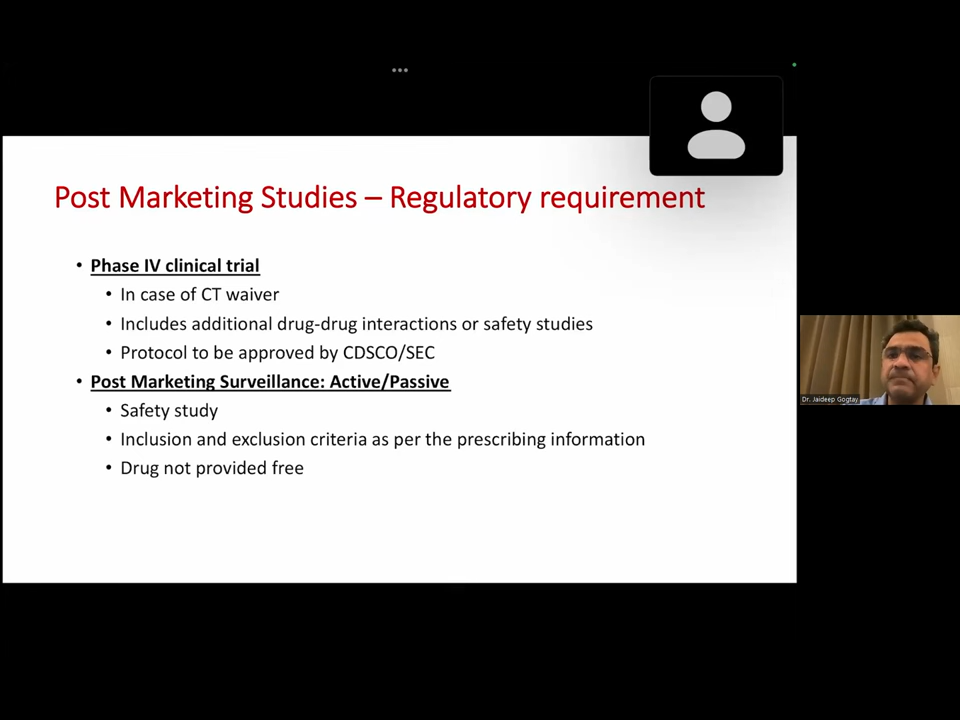 Post Marketing Studies – Regulatory requirement
• Phase IV clinical trial
• In case of CT waiver
• Includes additional drug-drug interactions or safety studies
• Protocol to be approved by CDSCO/SEC
• Post Marketing Surveillance: Active/Passive
• Safety study
• Inclusion and exclusion criteria as per the prescribing information
• Drug not provided free
Dr. Jaideep Gogtay